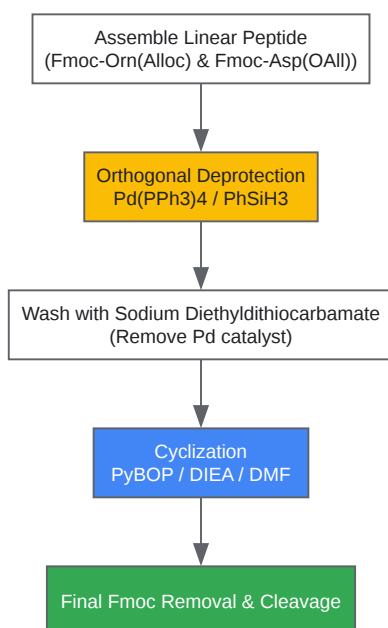 Assemble Linear Peptide
(Fmoc-Orn(Alloc) & Fmoc-Asp(OAll))
Orthogonal Deprotection
Pd(PPh3)4 / PhSiH3
Wash with Sodium Diethyldithiocarbamate
(Remove Pd catalyst)
Cyclization
PyBOP / DIEA / DMF
Final Fmoc Removal & Cleavage